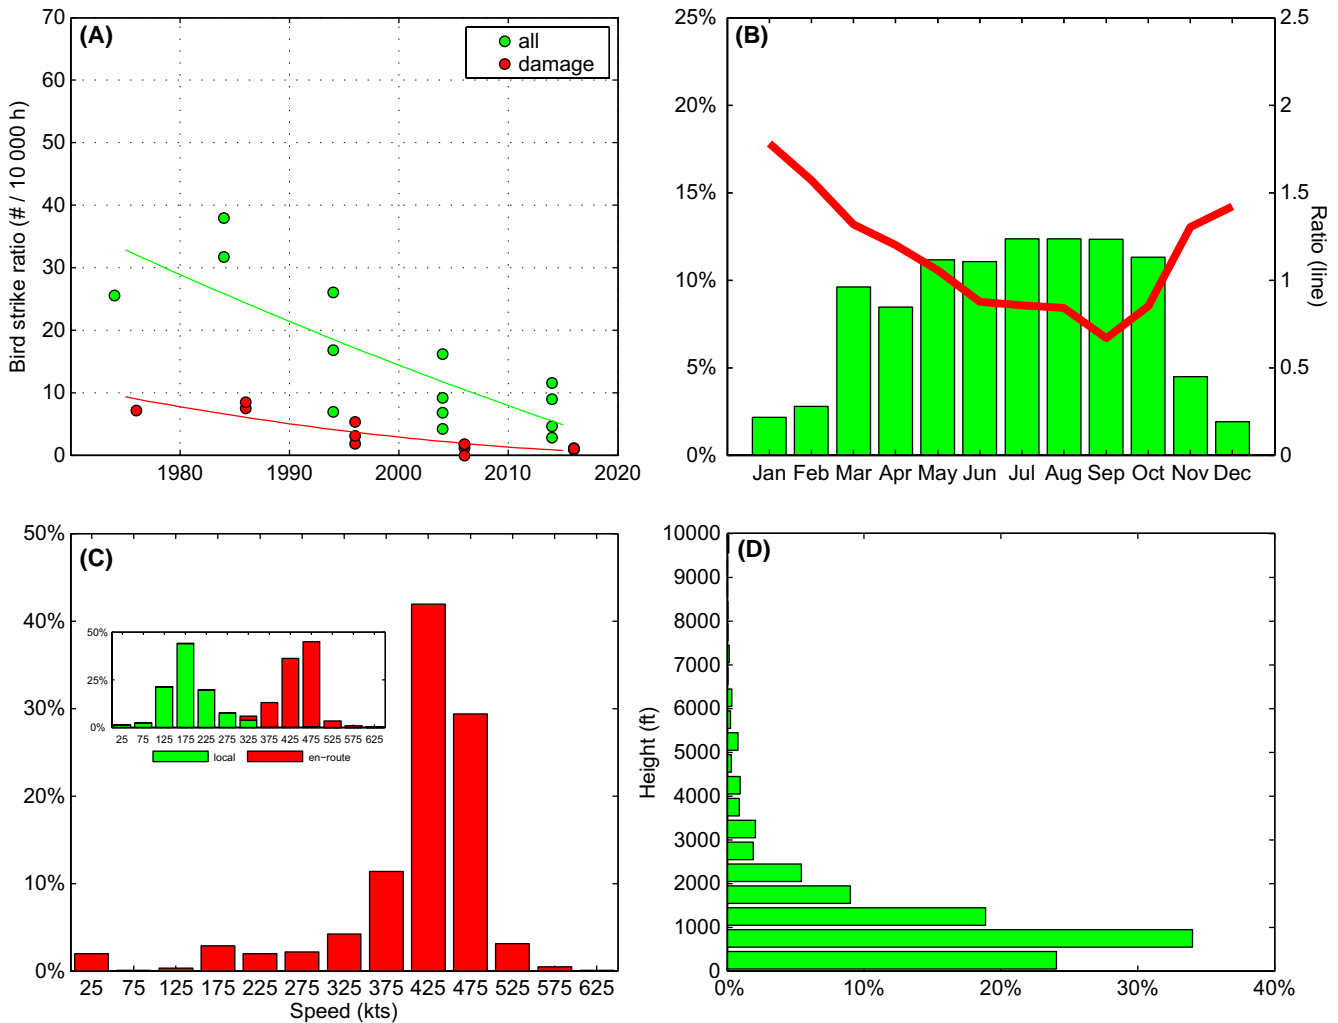 (A)
70
60
50
40
30
20
10
0
Bird strike ratio (# / 10 000 h)
all
damage
1980 1990 2000 2010 2020
(B)
25%
20%
15%
10%
5%
0%
2.5
2
1.5
1
0.5
0
Ratio (line)
Jan Feb Mar Apr May Jun Jul Aug Sep Oct Nov Dec
(C)
50%
40%
30%
20%
10%
0%
50%
25%
0%
25 75 125 175 225 275 325 375 425 475 525 575 625
local en-route
25 75 125 175 225 275 325 375 425 475 525 575 625
Speed (kts)
(D)
10000
9000
8000
7000
6000
5000
4000
3000
2000
1000
0
Height (ft)
0% 10% 20% 30% 40%